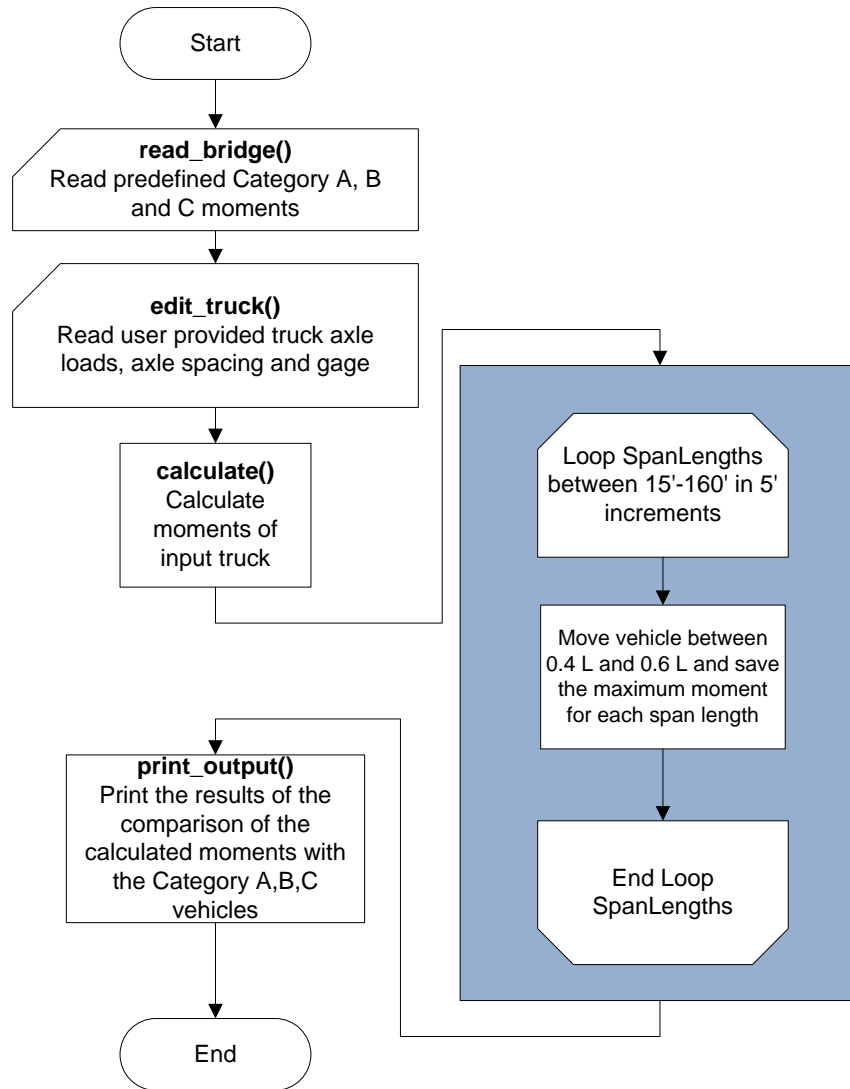 Start
read_bridge()
Read predefined Category A, B
and C moments
edit_truck()
Read user provided truck axle
loads, axle spacing and gage
calculate()
Calculate
moments of
input truck
Loop SpanLengths
between 15'-160' in 5'
increments
Move vehicle between
0.4 L and 0.6 L and save
the maximum moment
for each span length
End Loop
SpanLengths
print_output()
Print the results of the
comparison of the
calculated moments with
the Category A,B,C
vehicles
End